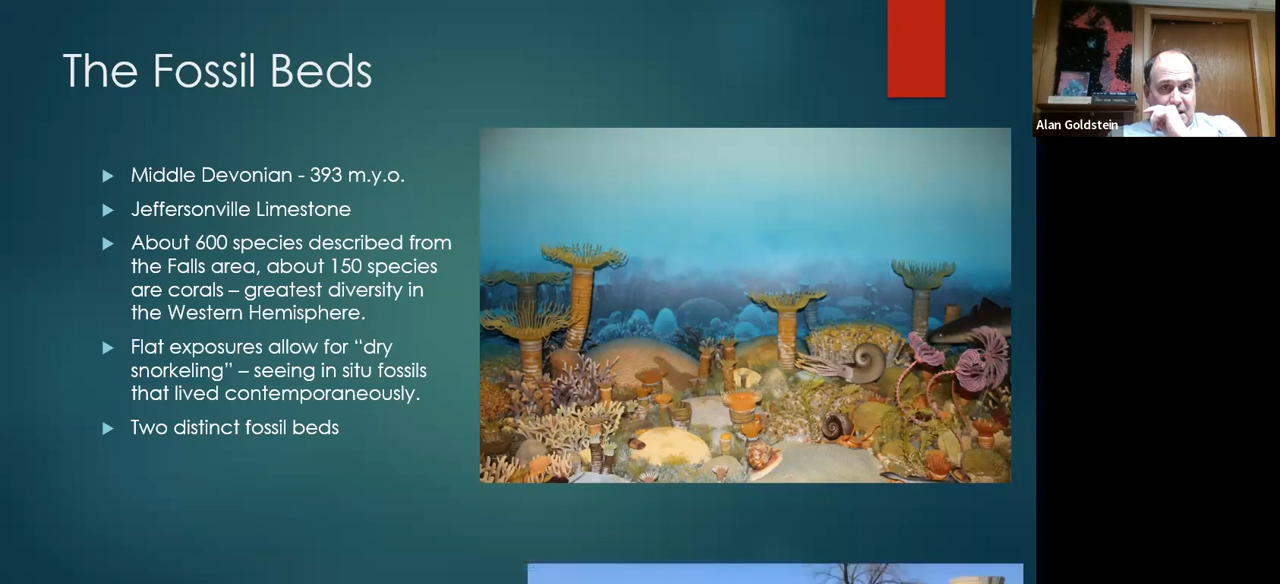 The Fossil Beds
Middle Devonian - 393 m.y.o.
Jeffersonville Limestone
About 600 species described from
the Falls area, about 150 species
are corals – greatest diversity in
the Western Hemisphere.
Flat exposures allow for “dry
snorkeling” – seeing in situ fossils
that lived contemporaneously.
Two distinct fossil beds
Alan Goldstein